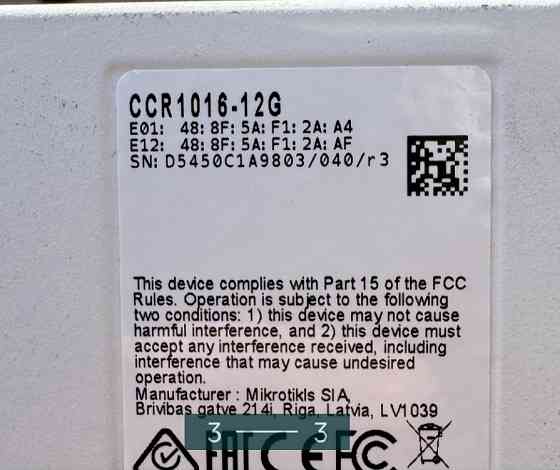 CCR1016-12G
E01: 48:8F:5A:F1:2A:A4
E12: 48:8F:5A:F1:2A:AF
SN: D5450C1A9803/040/r3
This device complies with Part 15 of the FCC
Rules. Operation is subject to the following
two conditions: 1) this device may not cause
harmful interference, and 2) this device must
accept any interference received, including
interference that may cause undesired
operation.
Manufacturer : Mikrotikls SIA,
Brivibas gatve 214i, Riga, Latvia, LV1039
3 3
EAC CE FC